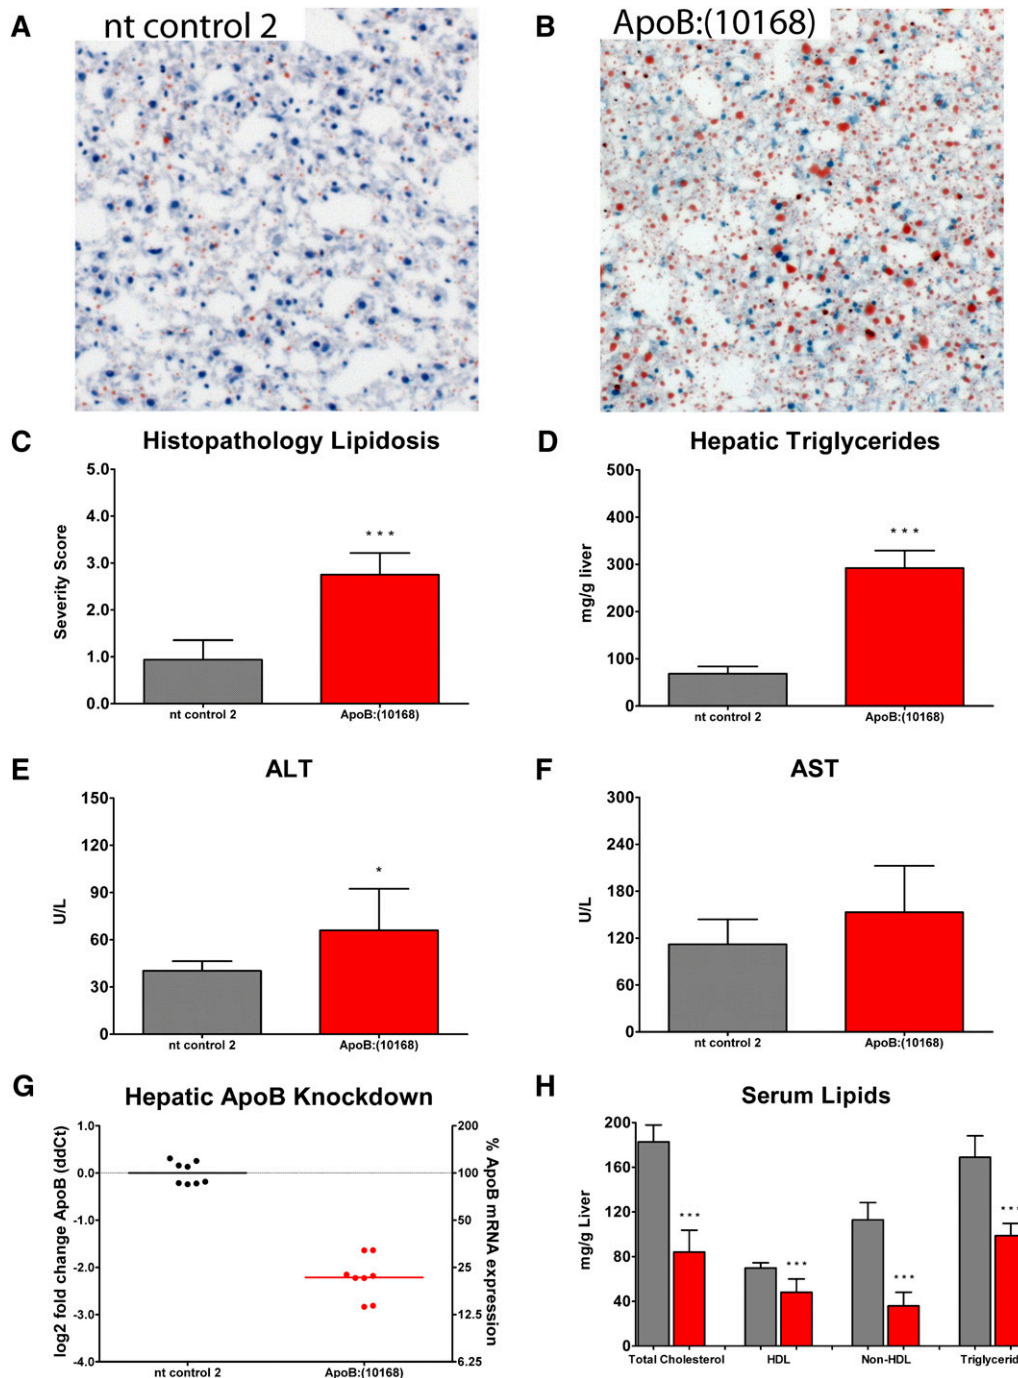 A
nt control 2
B
ApoB:(10168)
C
Histopathology Lipidosis
Severity Score
5.0
4.0
3.0
2.0
1.0
0.0
***
nt control 2
ApoB:(10168)
D
Hepatic Triglycerides
mg/g liver
500
400
300
200
100
0
***
nt control 2
ApoB:(10168)
E
ALT
U/L
150
120
90
60
30
0
*
nt control 2
ApoB:(10168)
F
AST
U/L
300
240
180
120
60
0
nt control 2
ApoB:(10168)
G
Hepatic ApoB Knockdown
log2 fold change ApoB (ddCt)
1.0
0.0
-1.0
-2.0
-3.0
-4.0
200
100
50
25
12.5
6.25
% ApoB mRNA expression
nt control 2
ApoB:(10168)
H
Serum Lipids
mg/g Liver
200
160
120
80
40
0
***
***
***
***
Total Cholesterol
HDL
Non-HDL
Triglycerid